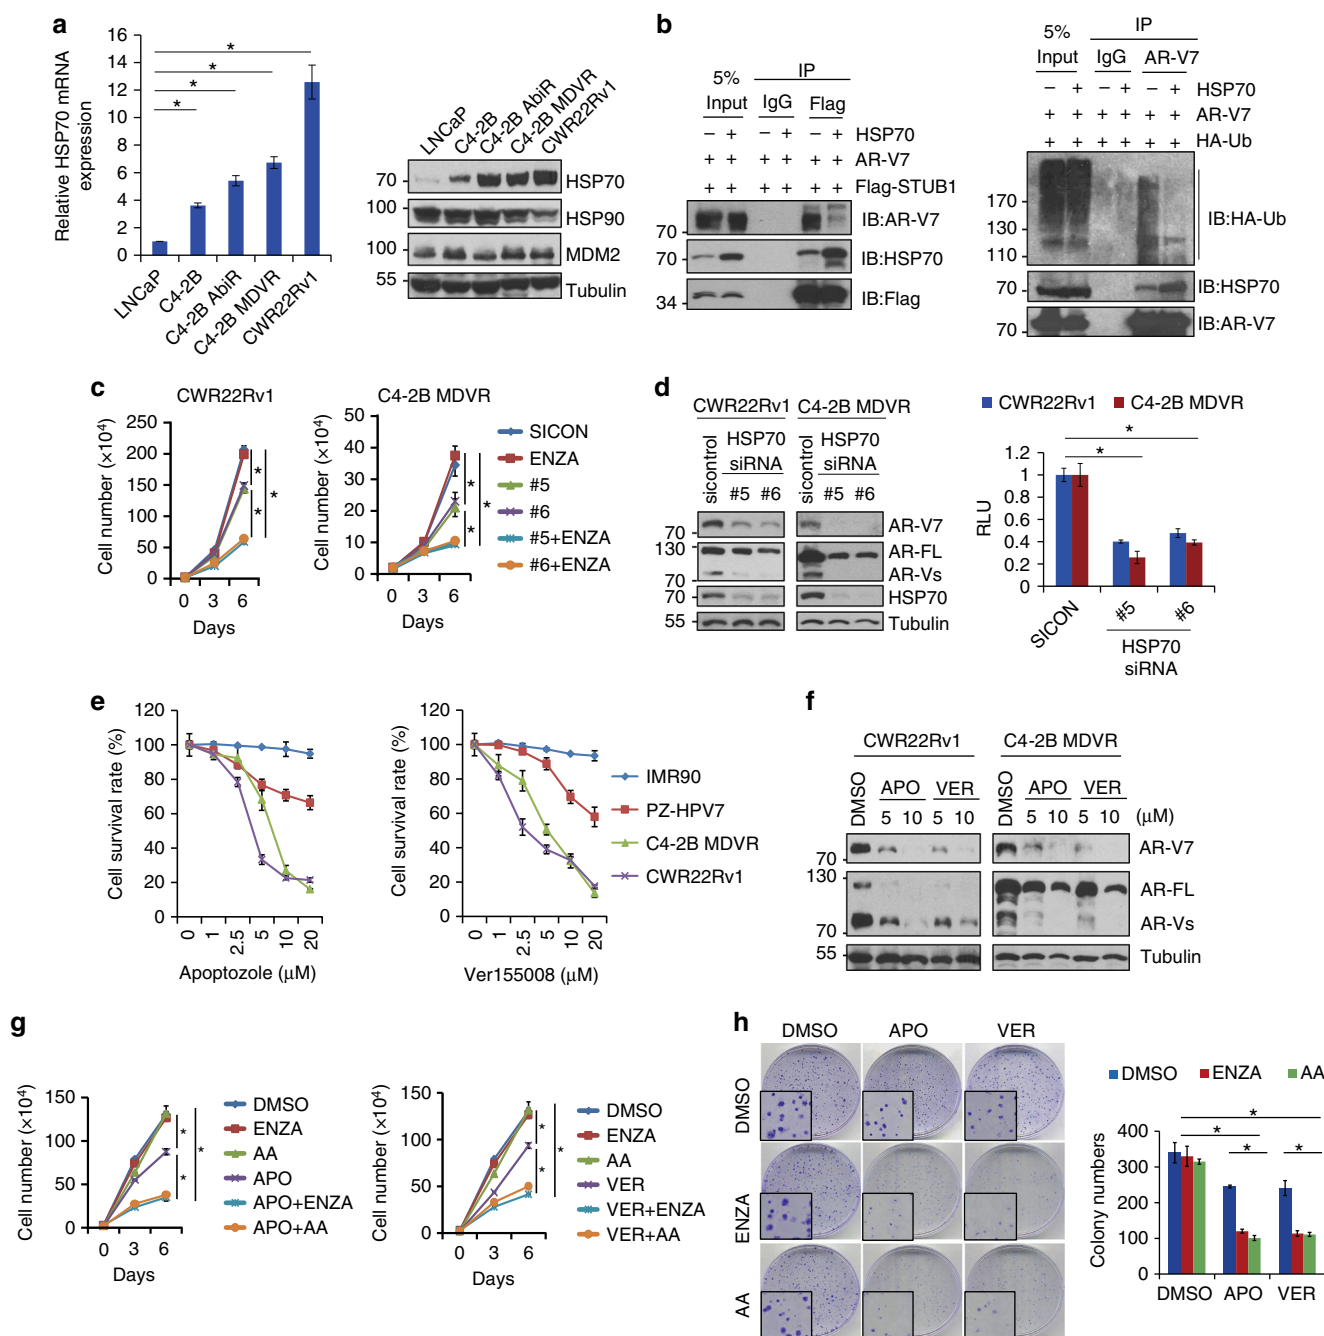 a
Relative HSP70 mRNA
expression
16
14
12
10
8
6
4
2
0
* * * *
LNCaP
C4-2B
C4-2B AbiR
C4-2B MDVR
CWR22Rv1
LNCaP
C4-2B
C4-2B AbiR
C4-2B MDVR
CWR22Rv1
70 HSP70
100 HSP90
100 MDM2
55 Tubulin
b
5%
Input
IP
IgG
Flag
− + − + − + HSP70
+ + + + + + AR-V7
+ + + + + + Flag-STUB1
70 IB:AR-V7
70 IB:HSP70
34 IB:Flag
5%
Input
IP
IgG
AR-V7
− + − + − + HSP70
+ + + + + + AR-V7
+ + + + + + HA-Ub
170
130
110
IB:HA-Ub
70 IB:HSP70
70 IB:AR-V7
c
CWR22Rv1
Cell number (×10⁴)
250
200
150
100
50
0
0 3 6
Days
* * *
C4-2B MDVR
Cell number (×10⁴)
50
40
30
20
10
0
0 3 6
Days
* * *
SICON
ENZA
#5
#6
#5+ENZA
#6+ENZA
d
CWR22Rv1 C4-2B MDVR
sicontrol
HSP70
siRNA
#5 #6
sicontrol
HSP70
siRNA
#5 #6
70 AR-V7
130 AR-FL
70 AR-Vs
70 HSP70
55 Tubulin
CWR22Rv1 C4-2B MDVR
RLU
1.2
1
0.8
0.6
0.4
0.2
0
* *
SICON
#5
#6
HSP70
siRNA
e
Cell survival rate (%)
120
100
80
60
40
20
0
0 1 2.5 5 10 20
Apoptozole (μM)
Cell survival rate (%)
120
100
80
60
40
20
0
0 1 2.5 5 10 20
Ver155008 (μM)
IMR90
PZ-HPV7
C4-2B MDVR
CWR22Rv1
f
CWR22Rv1 C4-2B MDVR
DMSO APO VER DMSO APO VER
5 10 5 10 5 10 5 10 (μM)
70 AR-V7
130 AR-FL
70 AR-Vs
55 Tubulin
g
Cell number (×10⁴)
150
100
50
0
0 3 6
Days
* * *
DMSO
ENZA
AA
APO
APO+ENZA
APO+AA
Cell number (×10⁴)
150
100
50
0
0 3 6
Days
* * *
DMSO
ENZA
AA
VER
VER+ENZA
VER+AA
h
DMSO APO VER
DMSO
ENZA
AA
DMSO ENZA AA
Colony numbers
400
300
200
100
0
* * * *
DMSO APO VER